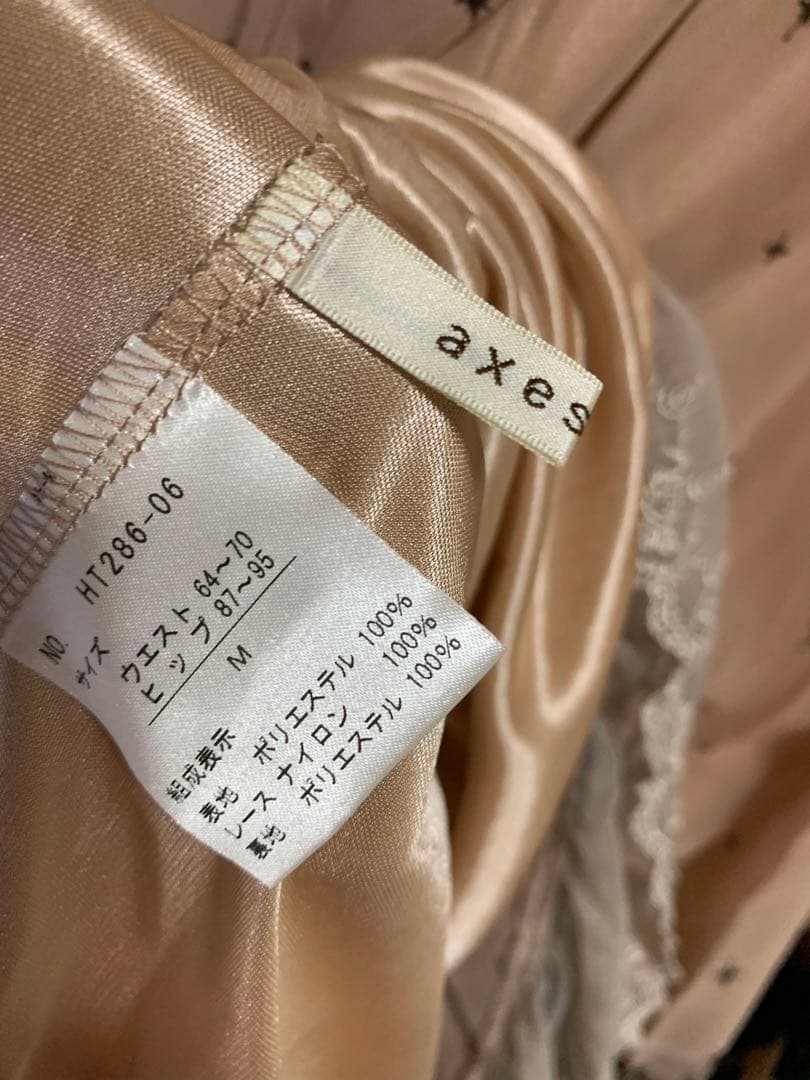 axes
NO. HT286-06
サイズ
ウエスト 64～70
ヒップ 87～95
M
組成表示
表地 ポリエステル 100%
レース ナイロン 100%
裏地 ポリエステル 100%